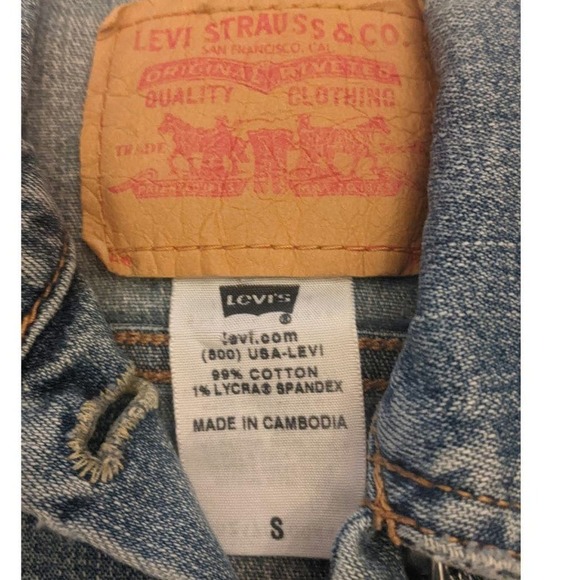 LEVI STRAUSS & CO.
SAN FRANCISCO, CAL.
ORIGINAL RIVETED
QUALITY CLOTHING
TRADE
Levi's
®
levi.com
(800) USA-LEVI
99% COTTON
1% LYCRA® SPANDEX
MADE IN CAMBODIA
S